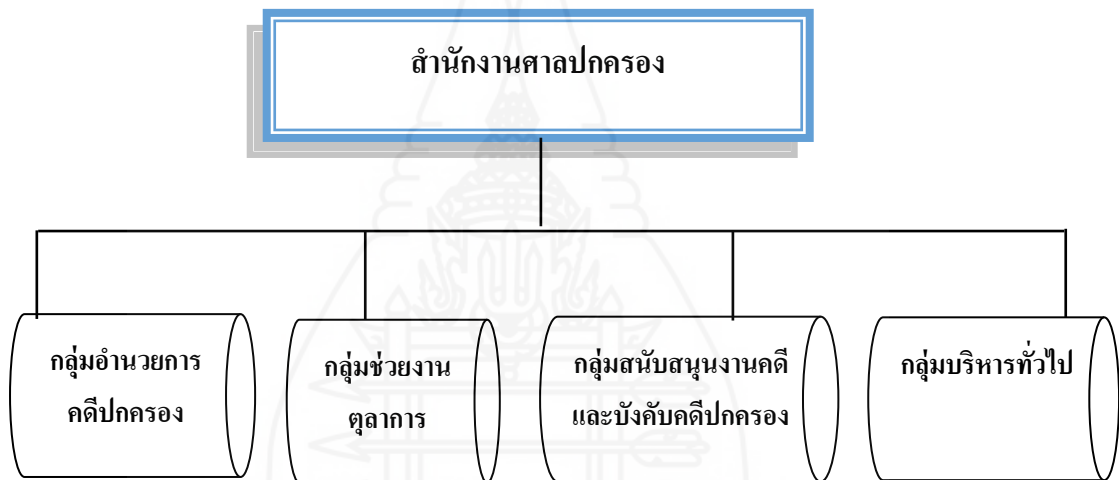 สำนักงานศาลปกครอง
กลุ่มอำนวยการ
คดีปกครอง
กลุ่มช่วยงาน
ตุลาการ
กลุ่มสนับสนุนงานคดี
และบังคับคดีปกครอง
กลุ่มบริหารทั่วไป